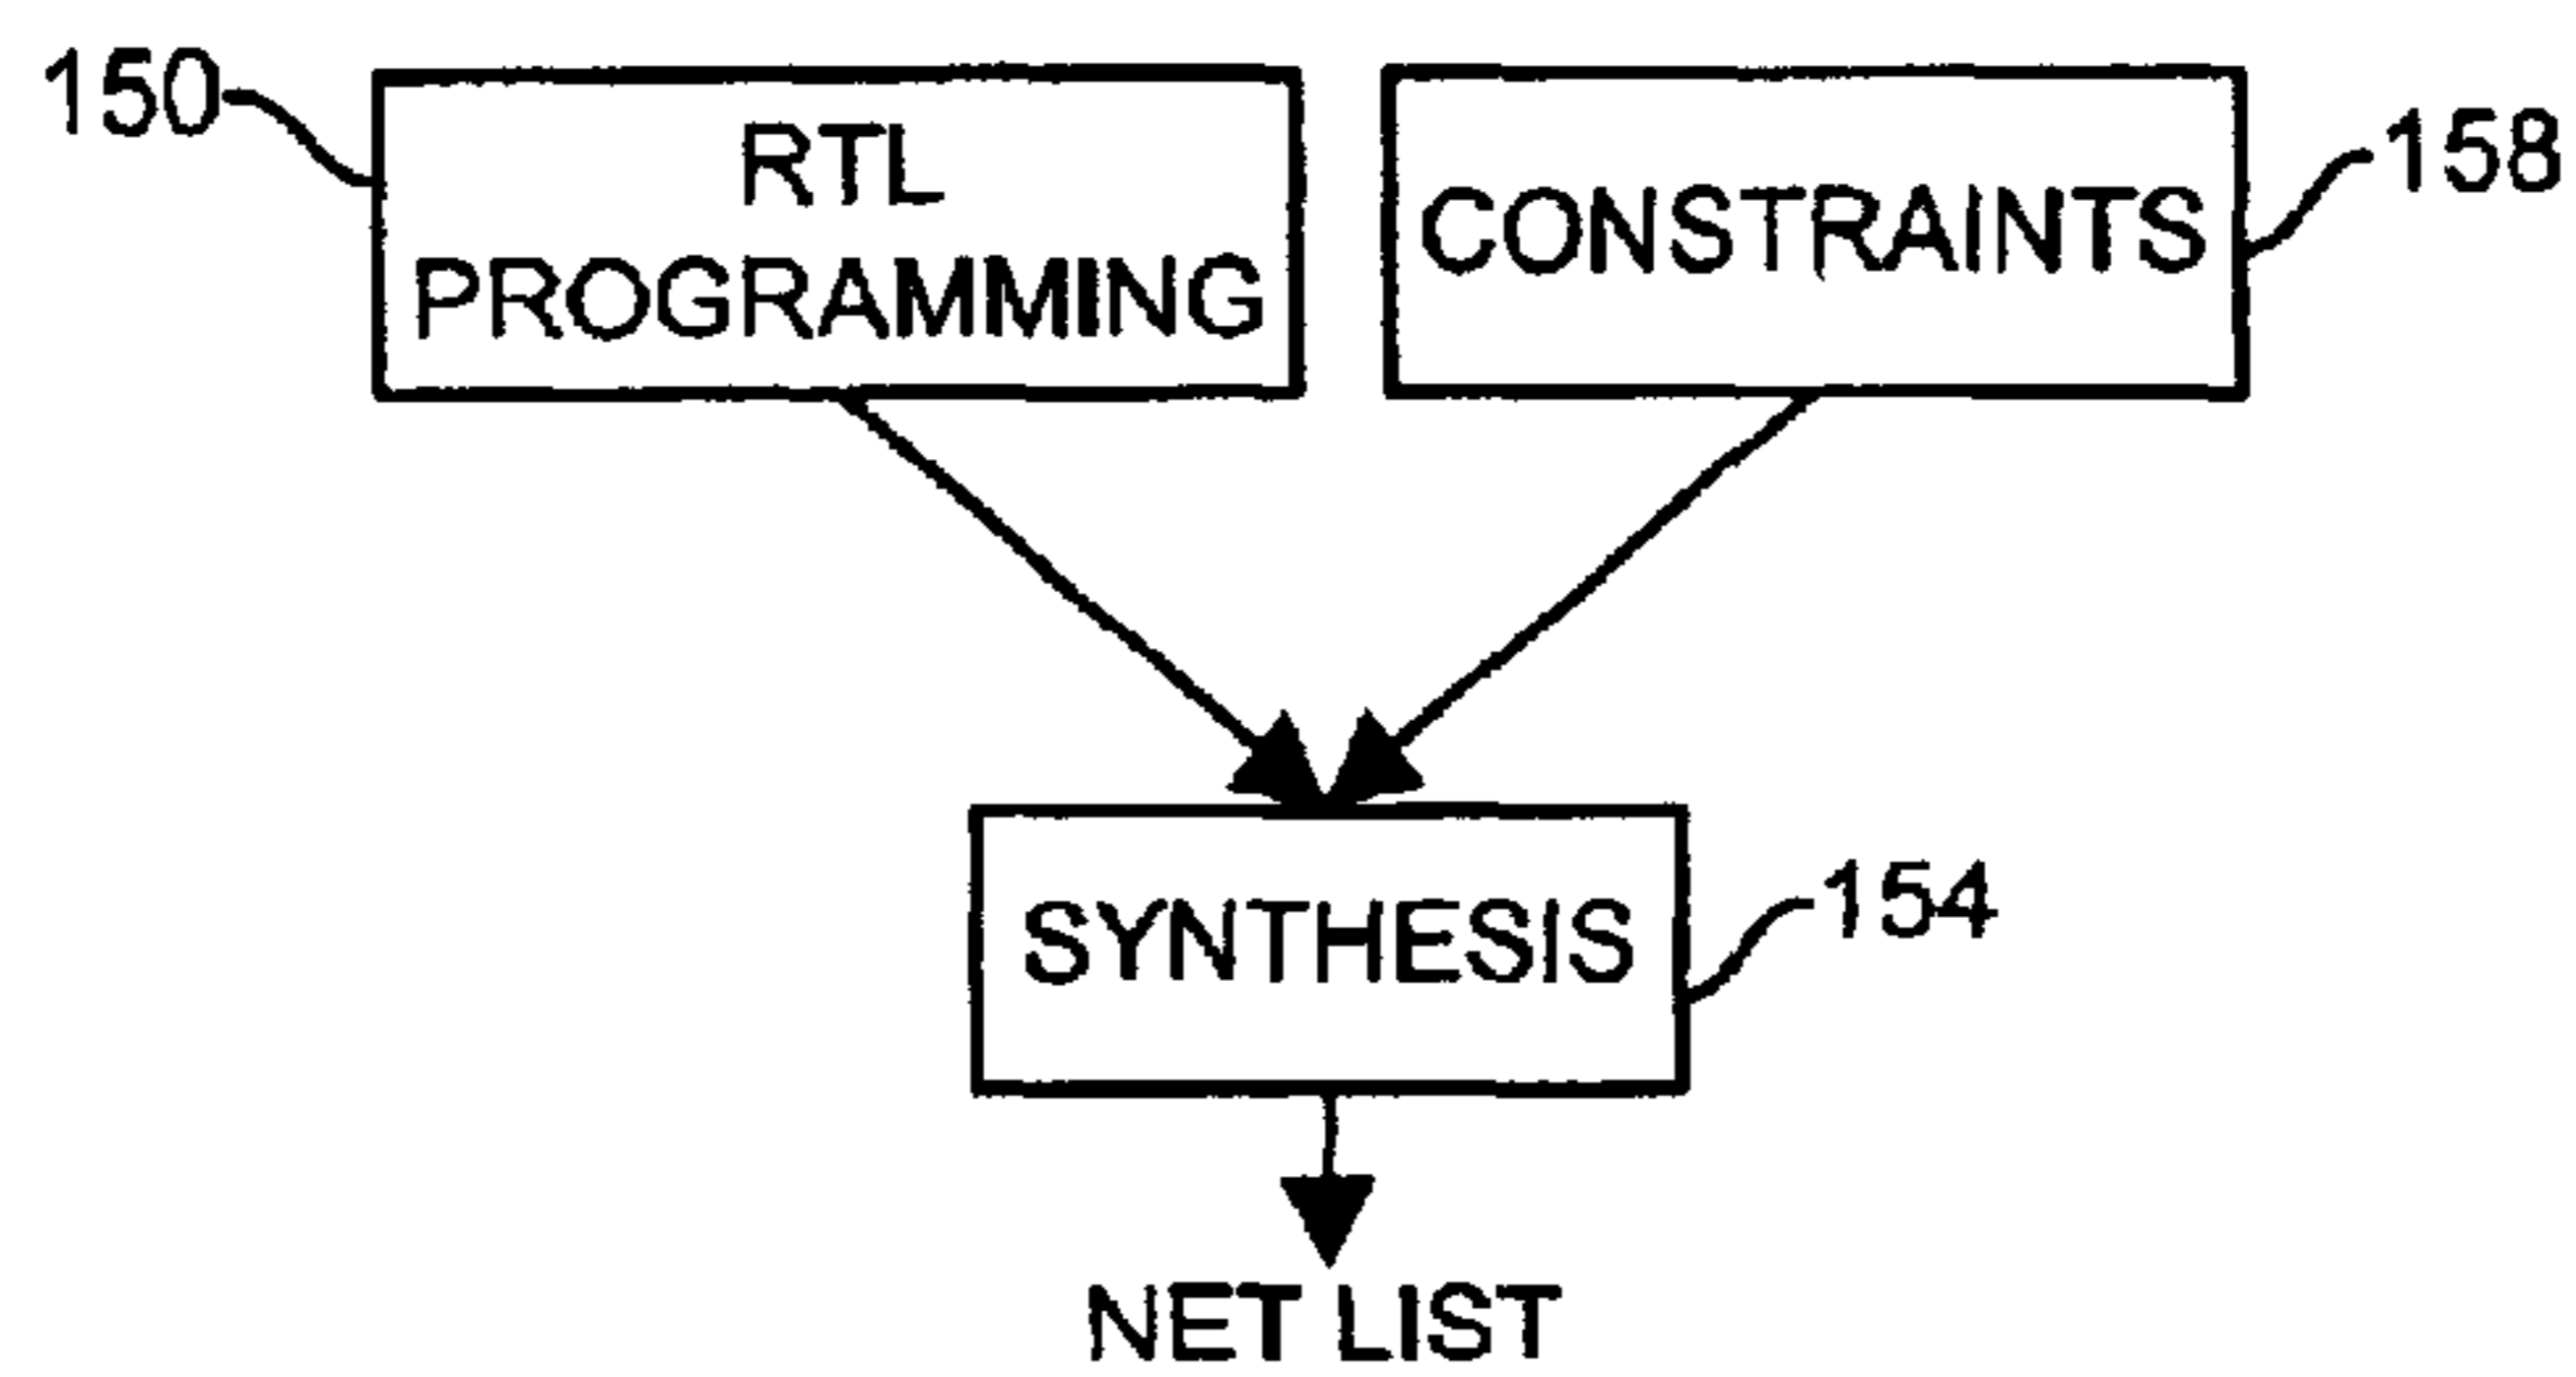 150
RTL
PROGRAMMING
CONSTRAINTS
158
SYNTHESIS
154
NET LIST